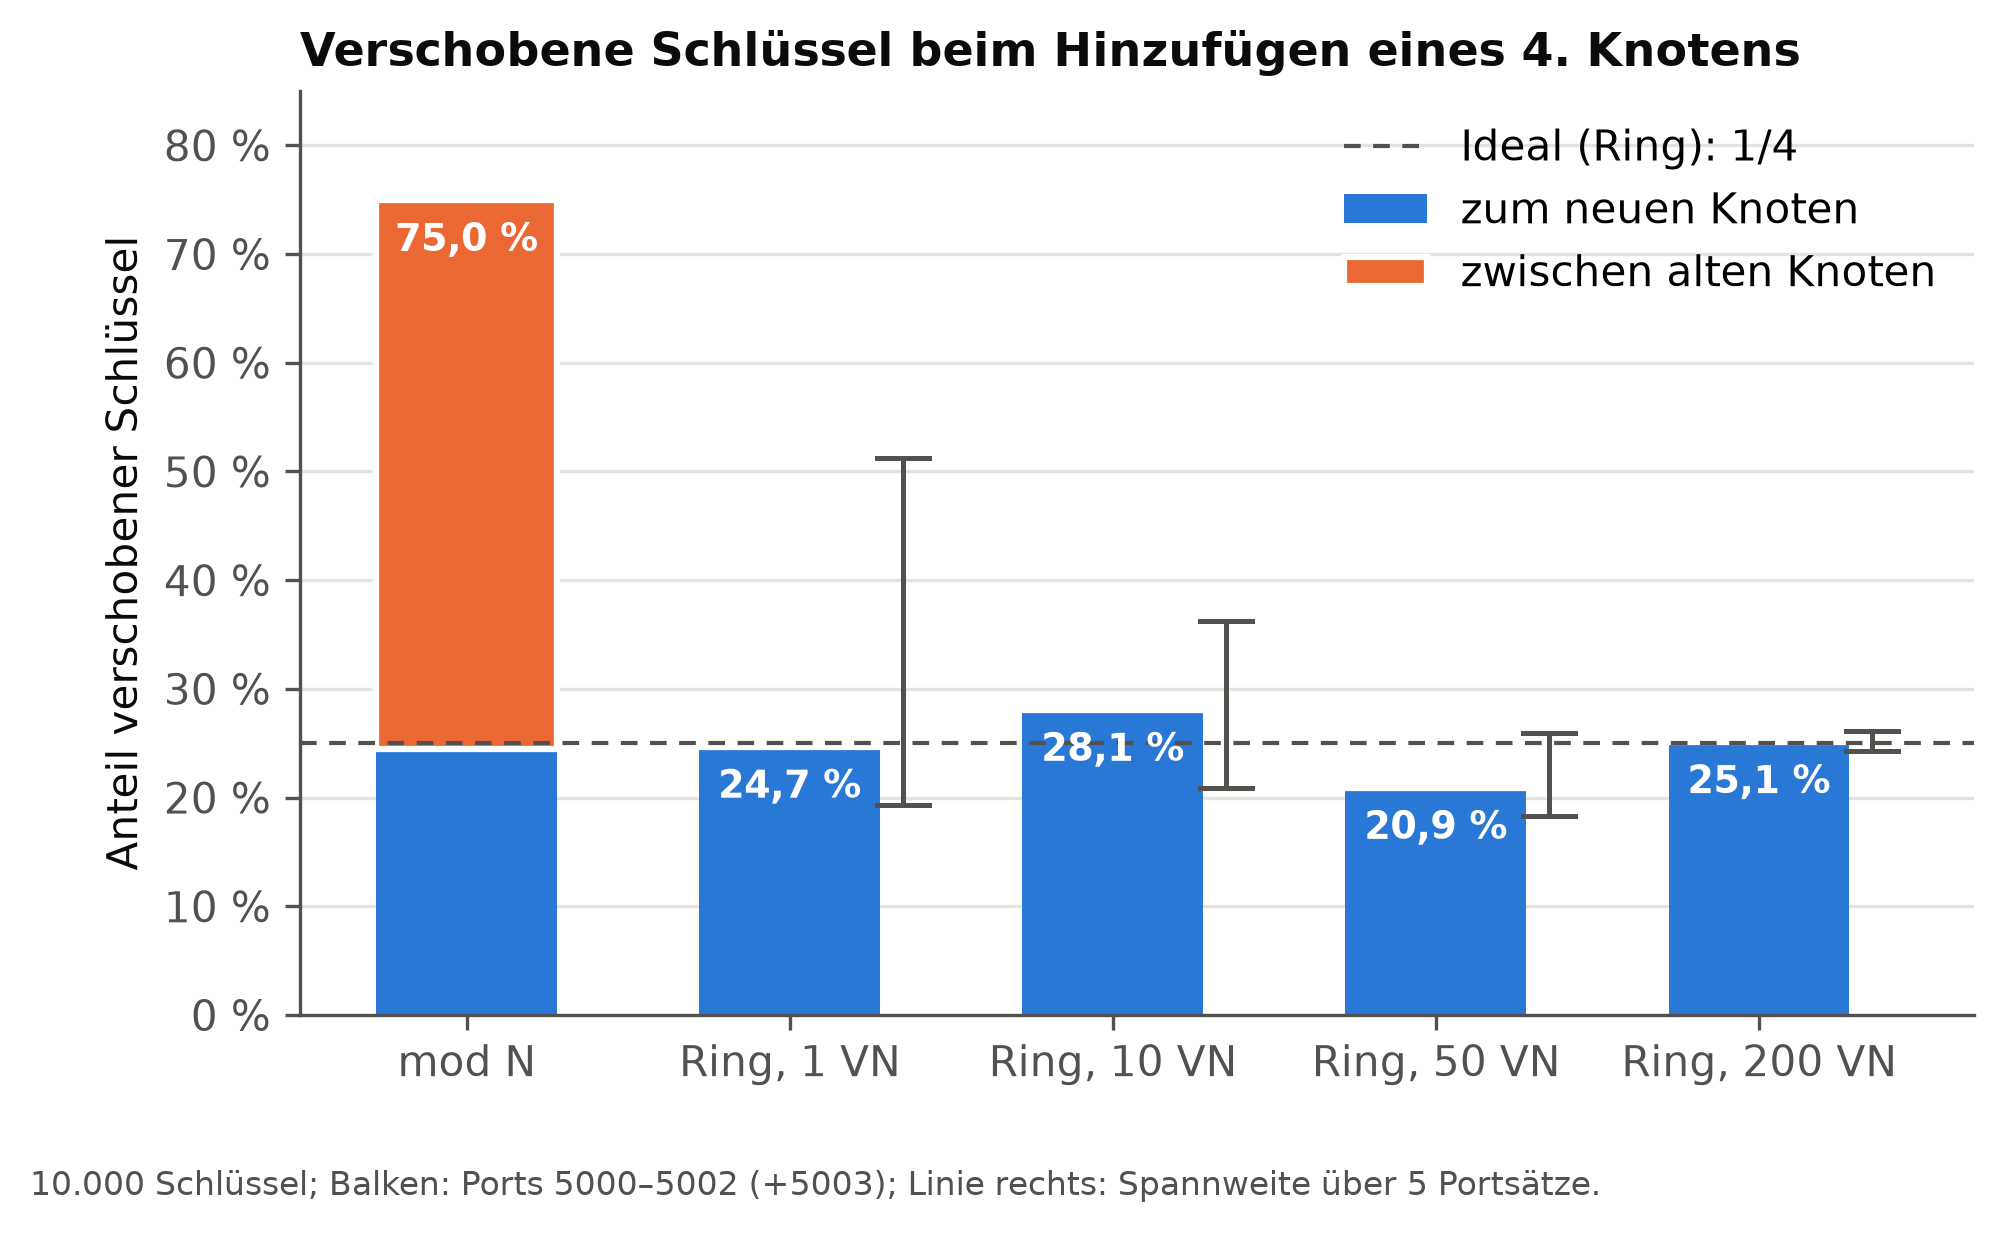 Verschobene Schlüssel beim Hinzufügen eines 4. Knotens
Anteil verschobener Schlüssel
80 %
70 %
60 %
50 %
40 %
30 %
20 %
10 %
0 %
Ideal (Ring): 1/4
zum neuen Knoten
zwischen alten Knoten
75,0 %
24,7 %
28,1 %
20,9 %
25,1 %
mod N
Ring, 1 VN
Ring, 10 VN
Ring, 50 VN
Ring, 200 VN
10.000 Schlüssel; Balken: Ports 5000–5002 (+5003); Linie rechts: Spannweite über 5 Portsätze.